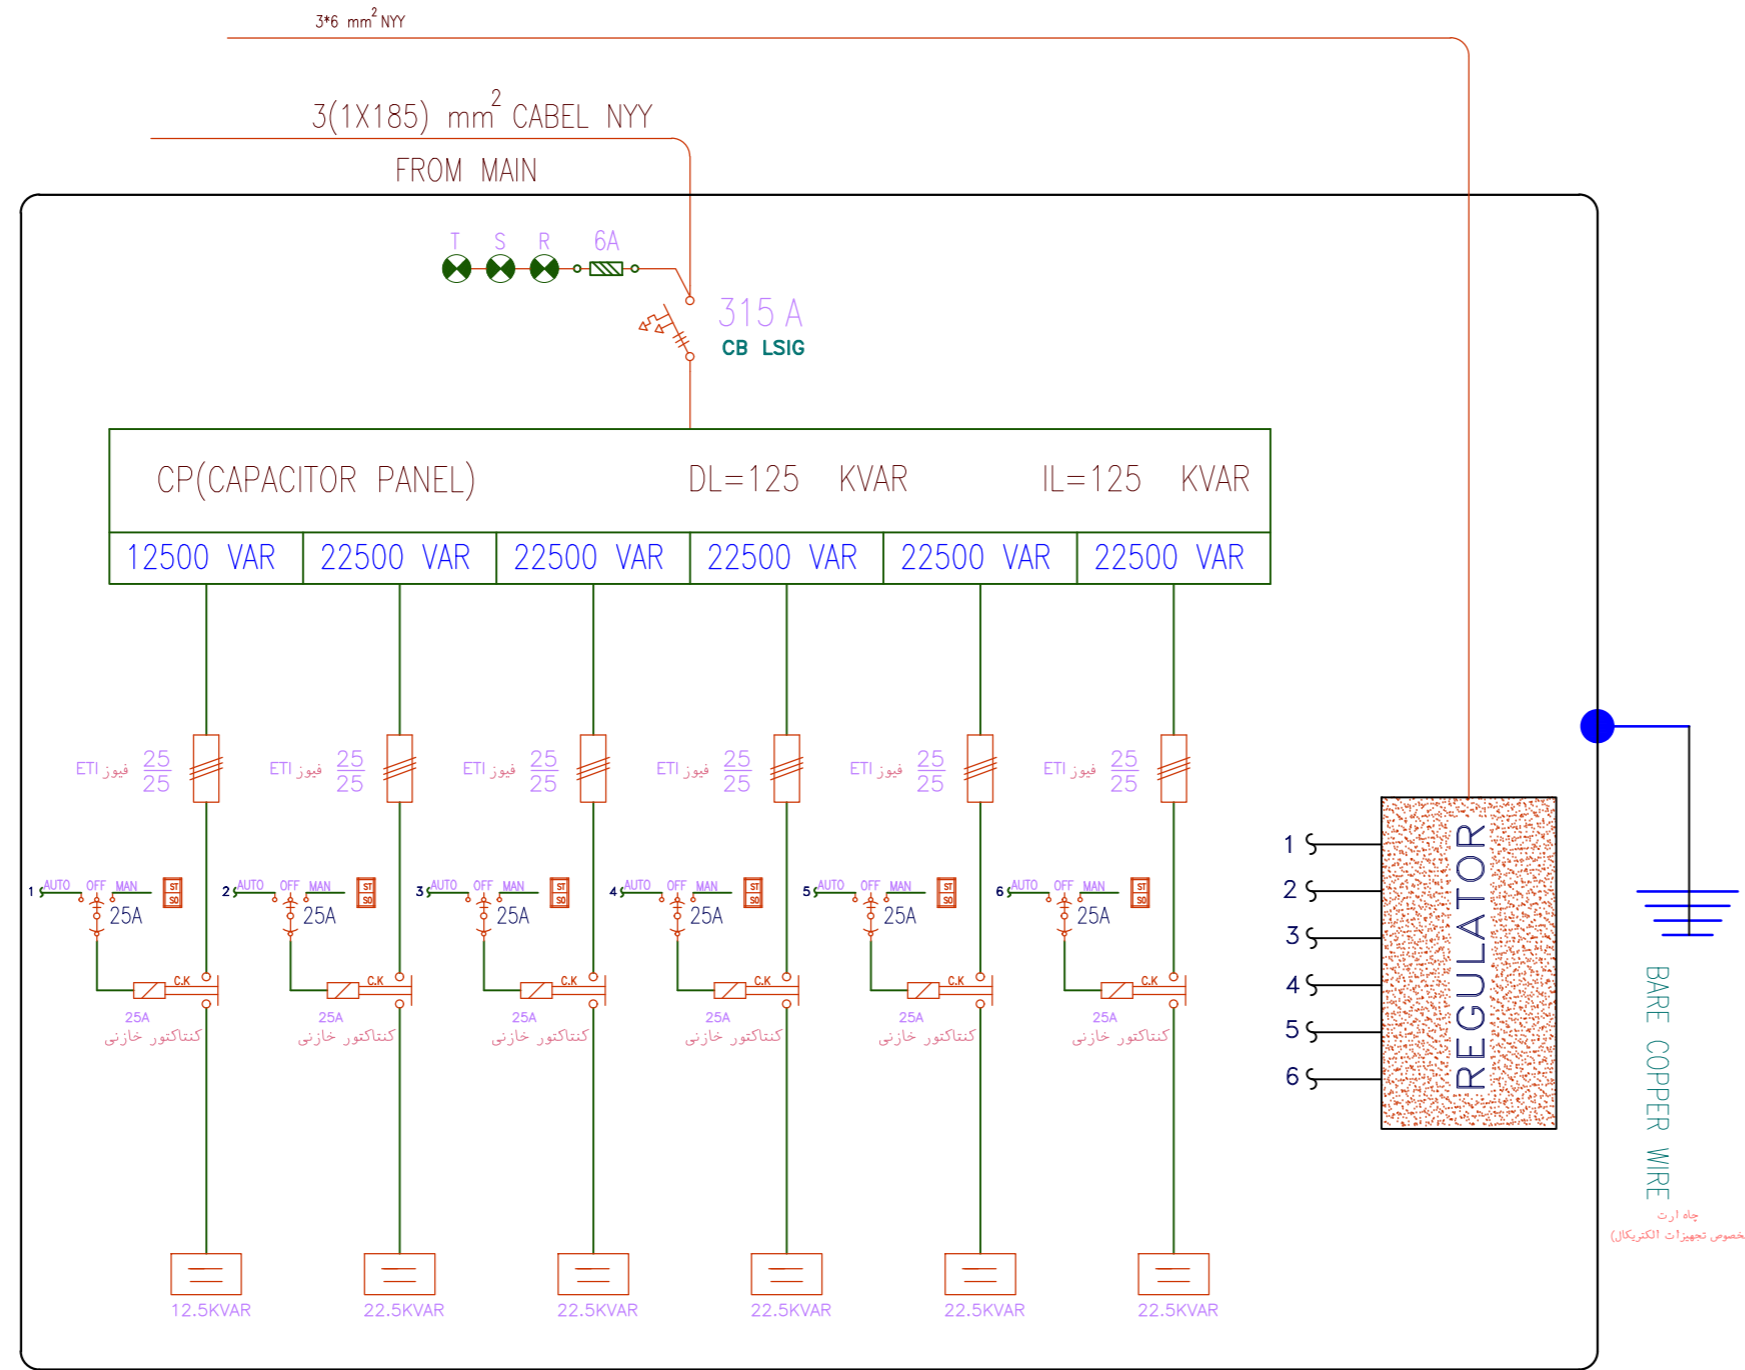 3*6 mm² NYY
3(1X185) mm² CABEL NYY
FROM MAIN
T S R 6A
315 A
CB LSIG
CP(CAPACITOR PANEL) DL=125 KVAR IL=125 KVAR
12500 VAR 22500 VAR 22500 VAR 22500 VAR 22500 VAR 22500 VAR
فیوز ETI 25/25 فیوز ETI 25/25 فیوز ETI 25/25 فیوز ETI 25/25 فیوز ETI 25/25 فیوز ETI 25/25
1 AUTO OFF MAN ST SO 2 AUTO OFF MAN ST SO 3 AUTO OFF MAN ST SO 4 AUTO OFF MAN ST SO 5 AUTO OFF MAN ST SO 6 AUTO OFF MAN ST SO
25A 25A 25A 25A 25A 25A
C.K C.K C.K C.K C.K C.K
25A 25A 25A 25A 25A 25A
کنتاکتور خازنی کنتاکتور خازنی کنتاکتور خازنی کنتاکتور خازنی کنتاکتور خازنی کنتاکتور خازنی
12.5KVAR 22.5KVAR 22.5KVAR 22.5KVAR 22.5KVAR 22.5KVAR
1
2
3
4
5
6
REGULATOR
BARE COPPER WIRE
چاه ارت
خصوص تجهیزات الکتریکال)